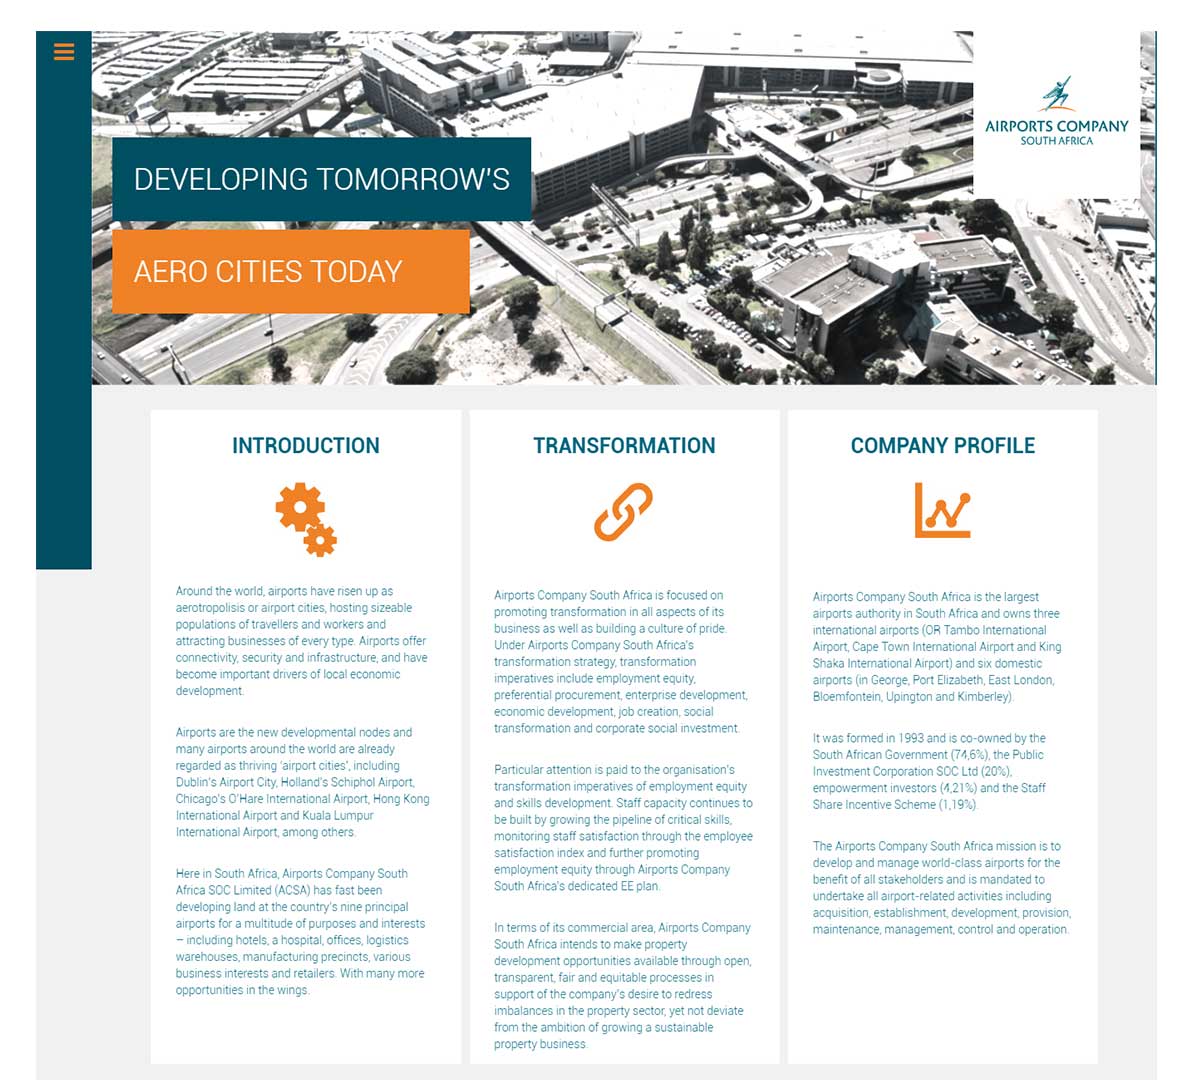 AIRPORTS COMPANY
SOUTH AFRICA
DEVELOPING TOMORROW'S
AERO CITIES TODAY
INTRODUCTION
Around the world, airports have risen up as
aerotropolisis or airport cities, hosting sizeable
populations of travellers and workers and
attracting businesses of every type. Airports offer
connectivity, security and infrastructure, and have
become important drivers of local economic
development.
Airports are the new developmental nodes and
many airports around the world are already
regarded as thriving 'airport cities', including
Dublin's Airport City, Holland's Schiphol Airport,
Chicago's O'Hare International Airport, Hong Kong
International Airport and Kuala Lumpur
International Airport, among others.
Here in South Africa, Airports Company South
Africa SOC Limited (ACSA) has fast been
developing land at the country's nine principal
airports for a multitude of purposes and interests
– including hotels, a hospital, offices, logistics
warehouses, manufacturing precincts, various
business interests and retailers. With many more
opportunities in the wings.
TRANSFORMATION
Airports Company South Africa is focused on
promoting transformation in all aspects of its
business as well as building a culture of pride.
Under Airports Company South Africa's
transformation strategy, transformation
imperatives include employment equity,
preferential procurement, enterprise development,
economic development, job creation, social
transformation and corporate social investment.
Particular attention is paid to the organisation's
transformation imperatives of employment equity
and skills development. Staff capacity continues to
be built by growing the pipeline of critical skills,
monitoring staff satisfaction through the employee
satisfaction index and further promoting
employment equity through Airports Company
South Africa's dedicated EE plan.
In terms of its commercial area, Airports Company
South Africa intends to make property
development opportunities available through open,
transparent, fair and equitable processes in
support of the company's desire to redress
imbalances in the property sector, yet not deviate
from the ambition of growing a sustainable
property business.
COMPANY PROFILE
Airports Company South Africa is the largest
airports authority in South Africa and owns three
international airports (OR Tambo International
Airport, Cape Town International Airport and King
Shaka International Airport) and six domestic
airports (in George, Port Elizabeth, East London,
Bloemfontein, Upington and Kimberley).
It was formed in 1993 and is co-owned by the
South African Government (74,6%), the Public
Investment Corporation SOC Ltd (20%),
empowerment investors (4,21%) and the Staff
Share Incentive Scheme (1,19%).
The Airports Company South Africa mission is to
develop and manage world-class airports for the
benefit of all stakeholders and is mandated to
undertake all airport-related activities including
acquisition, establishment, development, provision,
maintenance, management, control and operation.